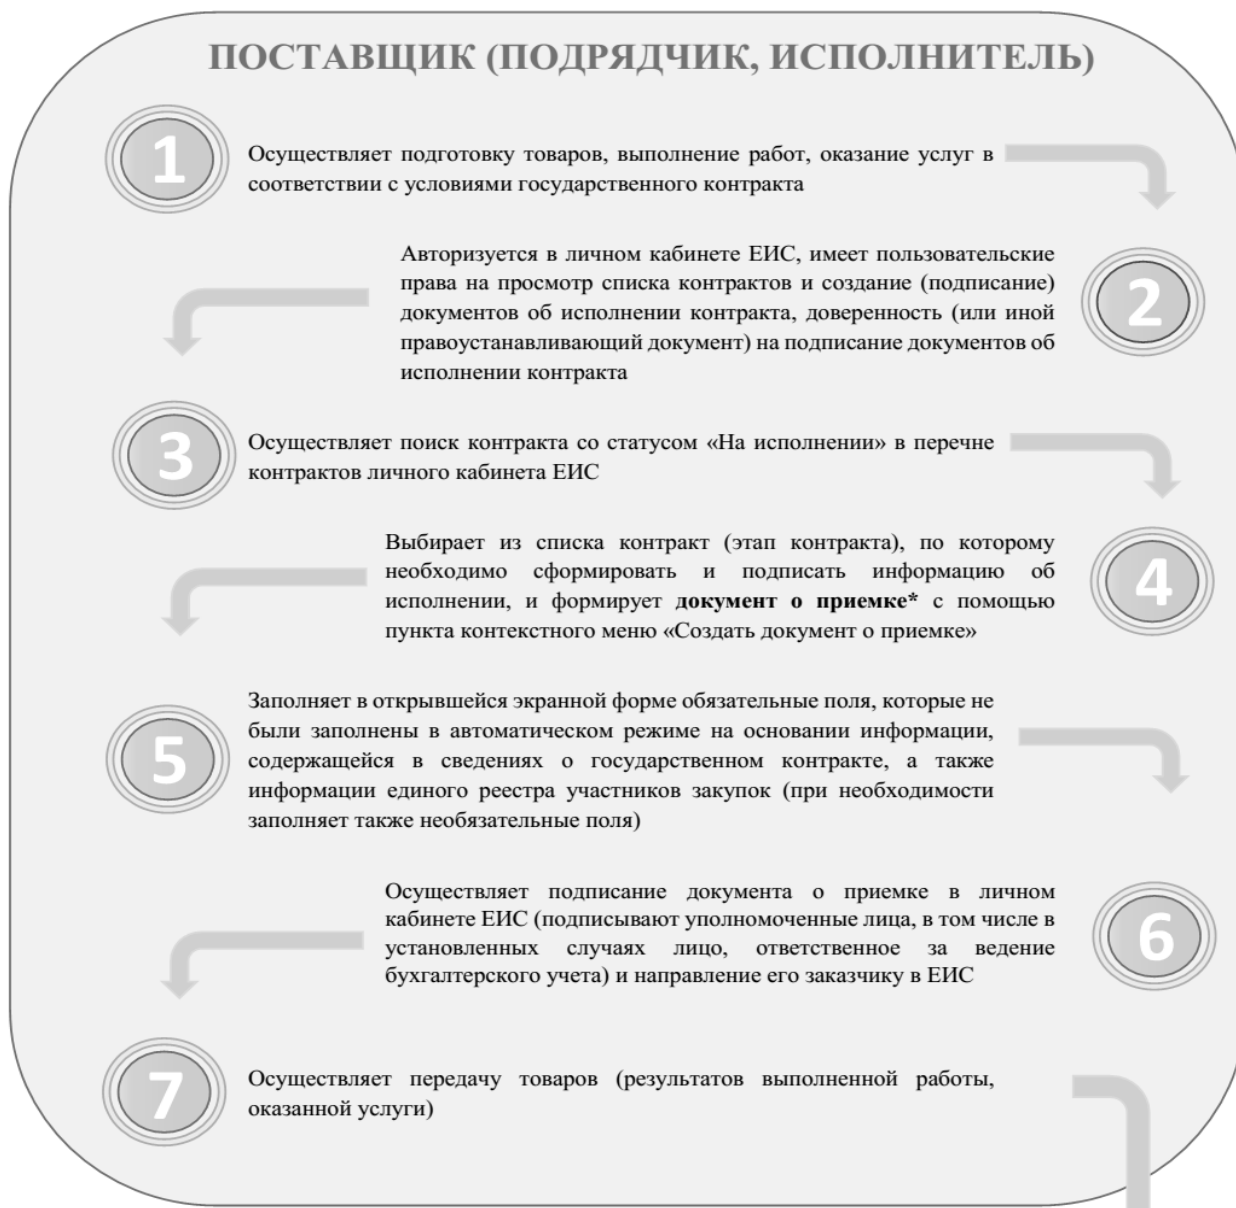 ПОСТАВЩИК (ПОДРЯДЧИК, ИСПОЛНИТЕЛЬ)
1
Осуществляет подготовку товаров, выполнение работ, оказание услуг в
соответствии с условиями государственного контракта
2
Авторизуется в личном кабинете ЕИС, имеет пользовательские
права на просмотр списка контрактов и создание (подписание)
документов об исполнении контракта, доверенность (или иной
правоустанавливающий документ) на подписание документов об
исполнении контракта
3
Осуществляет поиск контракта со статусом «На исполнении» в перечне
контрактов личного кабинета ЕИС
4
Выбирает из списка контракт (этап контракта), по которому
необходимо сформировать и подписать информацию об
исполнении, и формирует документ о приемке* с помощью
пункта контекстного меню «Создать документ о приемке»
5
Заполняет в открывшейся экранной форме обязательные поля, которые не
были заполнены в автоматическом режиме на основании информации,
содержащейся в сведениях о государственном контракте, а также
информации единого реестра участников закупок (при необходимости
заполняет также необязательные поля)
6
Осуществляет подписание документа о приемке в личном
кабинете ЕИС (подписывают уполномоченные лица, в том числе в
установленных случаях лицо, ответственное за ведение
бухгалтерского учета) и направление его заказчику в ЕИС
7
Осуществляет передачу товаров (результатов выполненной работы,
оказанной услуги)